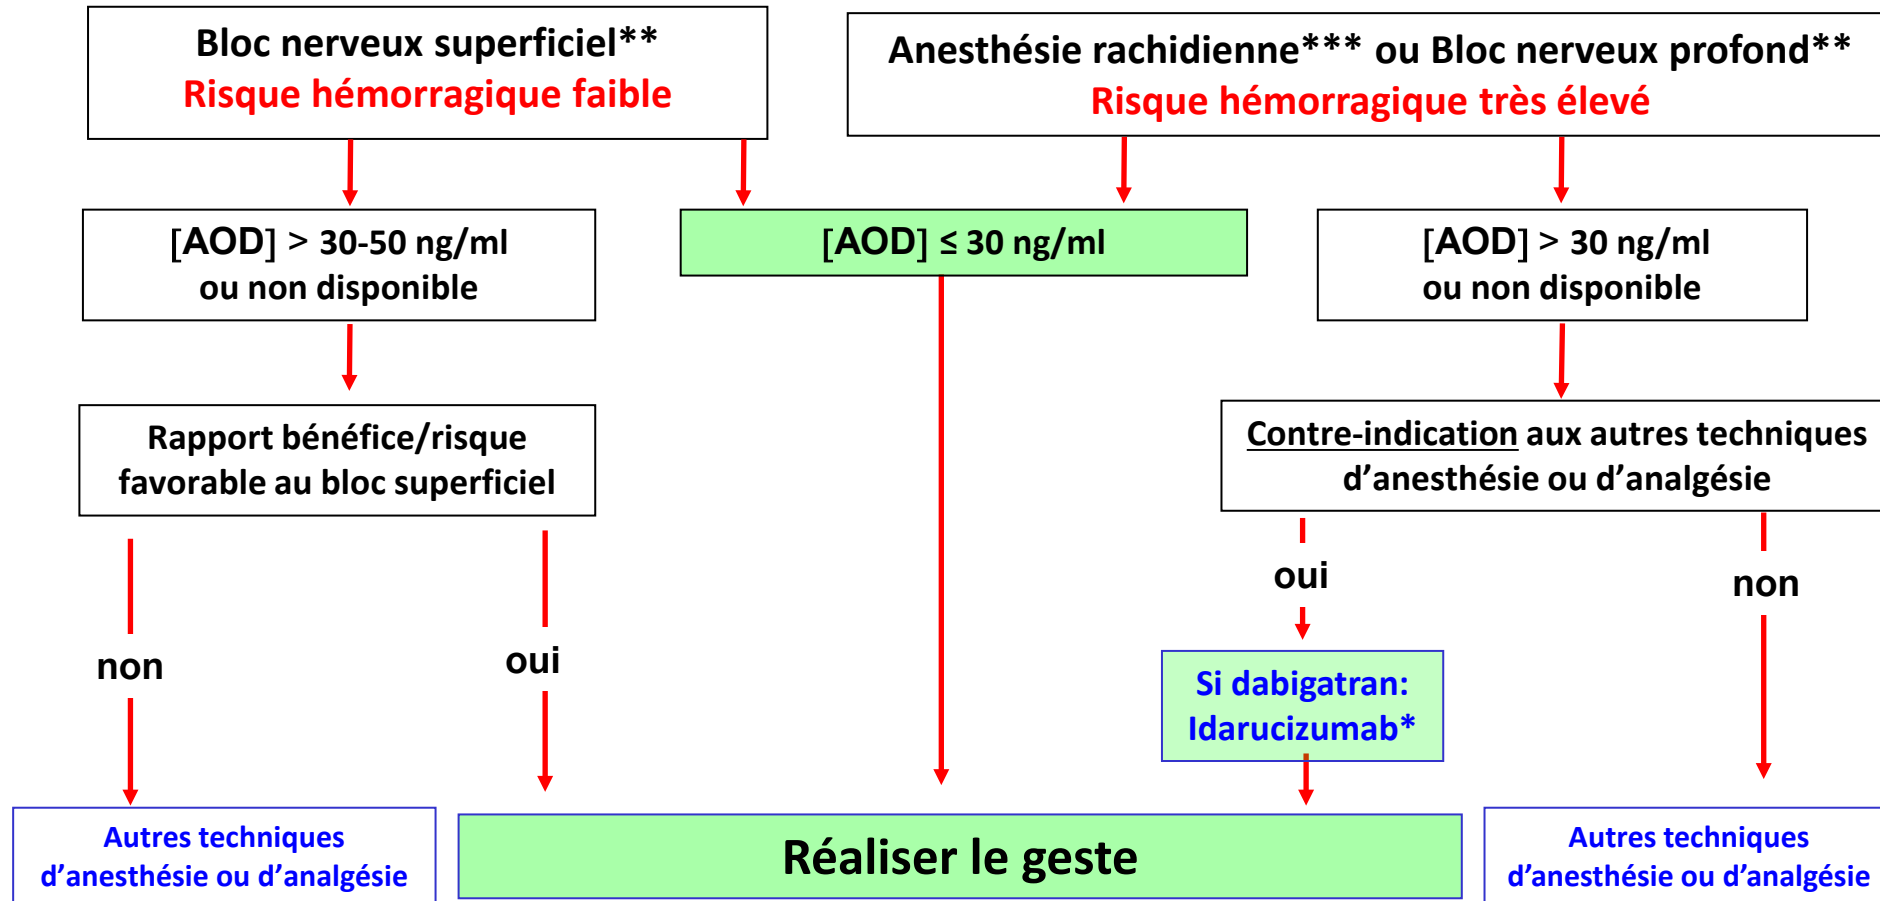 Bloc nerveux superficiel**
Risque hémorragique faible
Anesthésie rachidienne*** ou Bloc nerveux profond**
Risque hémorragique très élevé
[AOD] > 30-50 ng/ml
ou non disponible
[AOD] ≤ 30 ng/ml
[AOD] > 30 ng/ml
ou non disponible
Rapport bénéfice/risque
favorable au bloc superficiel
Contre-indication aux autres techniques
d’anesthésie ou d’analgésie
non
oui
oui
non
Si dabigatran:
Idarucizumab*
Autres techniques
d’anesthésie ou d’analgésie
Réaliser le geste
Autres techniques
d’anesthésie ou d’analgésie